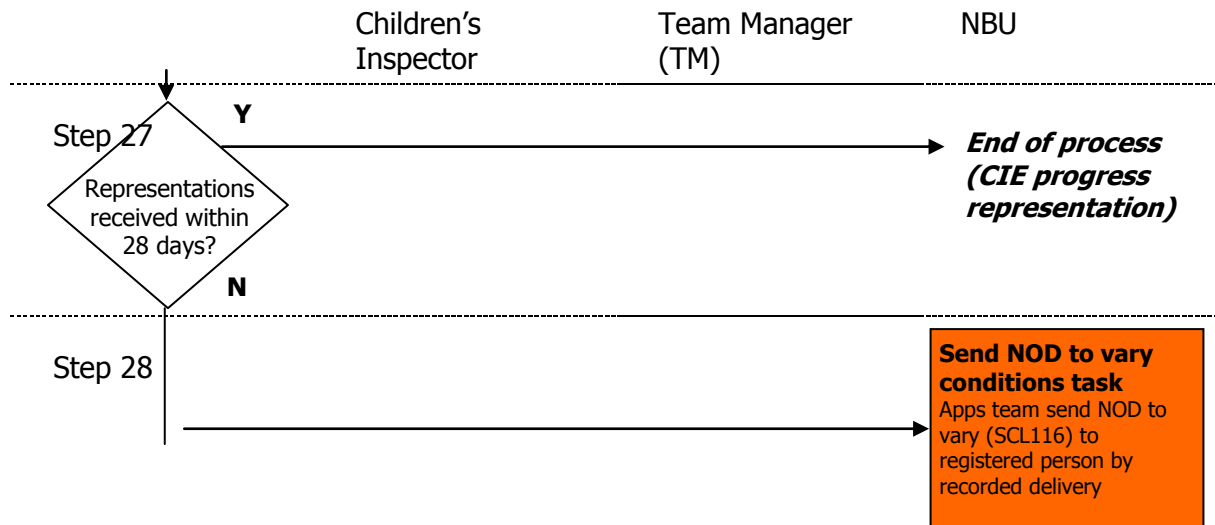 Children's
Inspector
Team Manager
(TM)
NBU
Step 27
Y
Representations
received within
28 days?
N
End of process
(CIE progress
representation)
Step 28
Send NOD to vary
conditions task
Apps team send NOD to
vary (SCL116) to
registered person by
recorded delivery